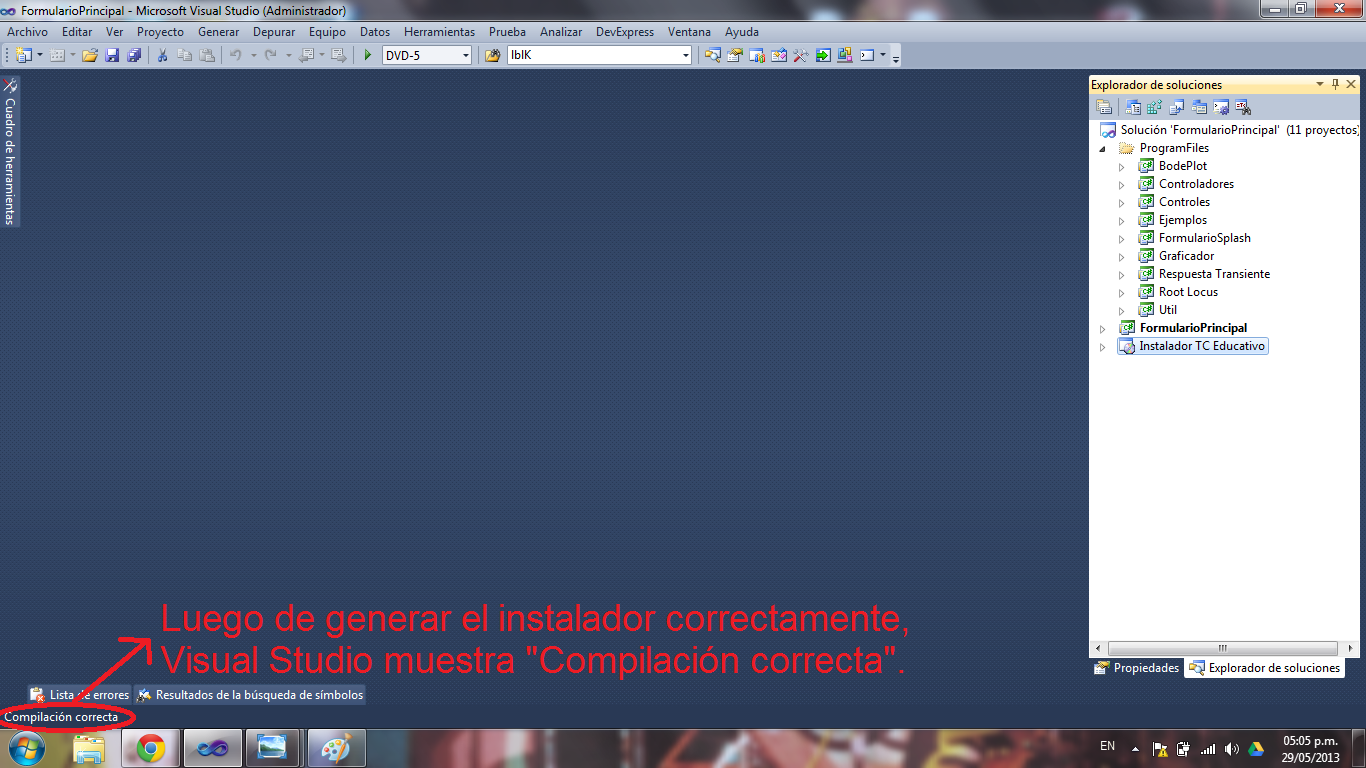 FormularioPrincipal - Microsoft Visual Studio (Administrador)
Archivo Editar Ver Proyecto Generar Depurar Equipo Datos Herramientas Prueba Analizar DevExpress Ventana Ayuda
DVD-5 lblK
Cuadro de herramientas
Explorador de soluciones
Solución 'FormularioPrincipal' (11 proyectos)
ProgramFiles
BodePlot
Controladores
Controles
Ejemplos
FormularioSplash
Graficador
Respuesta Transiente
Root Locus
Util
FormularioPrincipal
Instalador TC Educativo
Luego de generar el instalador correctamente,
Visual Studio muestra "Compilación correcta".
Propiedades Explorador de soluciones
Lista de errores Resultados de la búsqueda de símbolos
Compilación correcta
EN
05:05 p.m.
29/05/2013